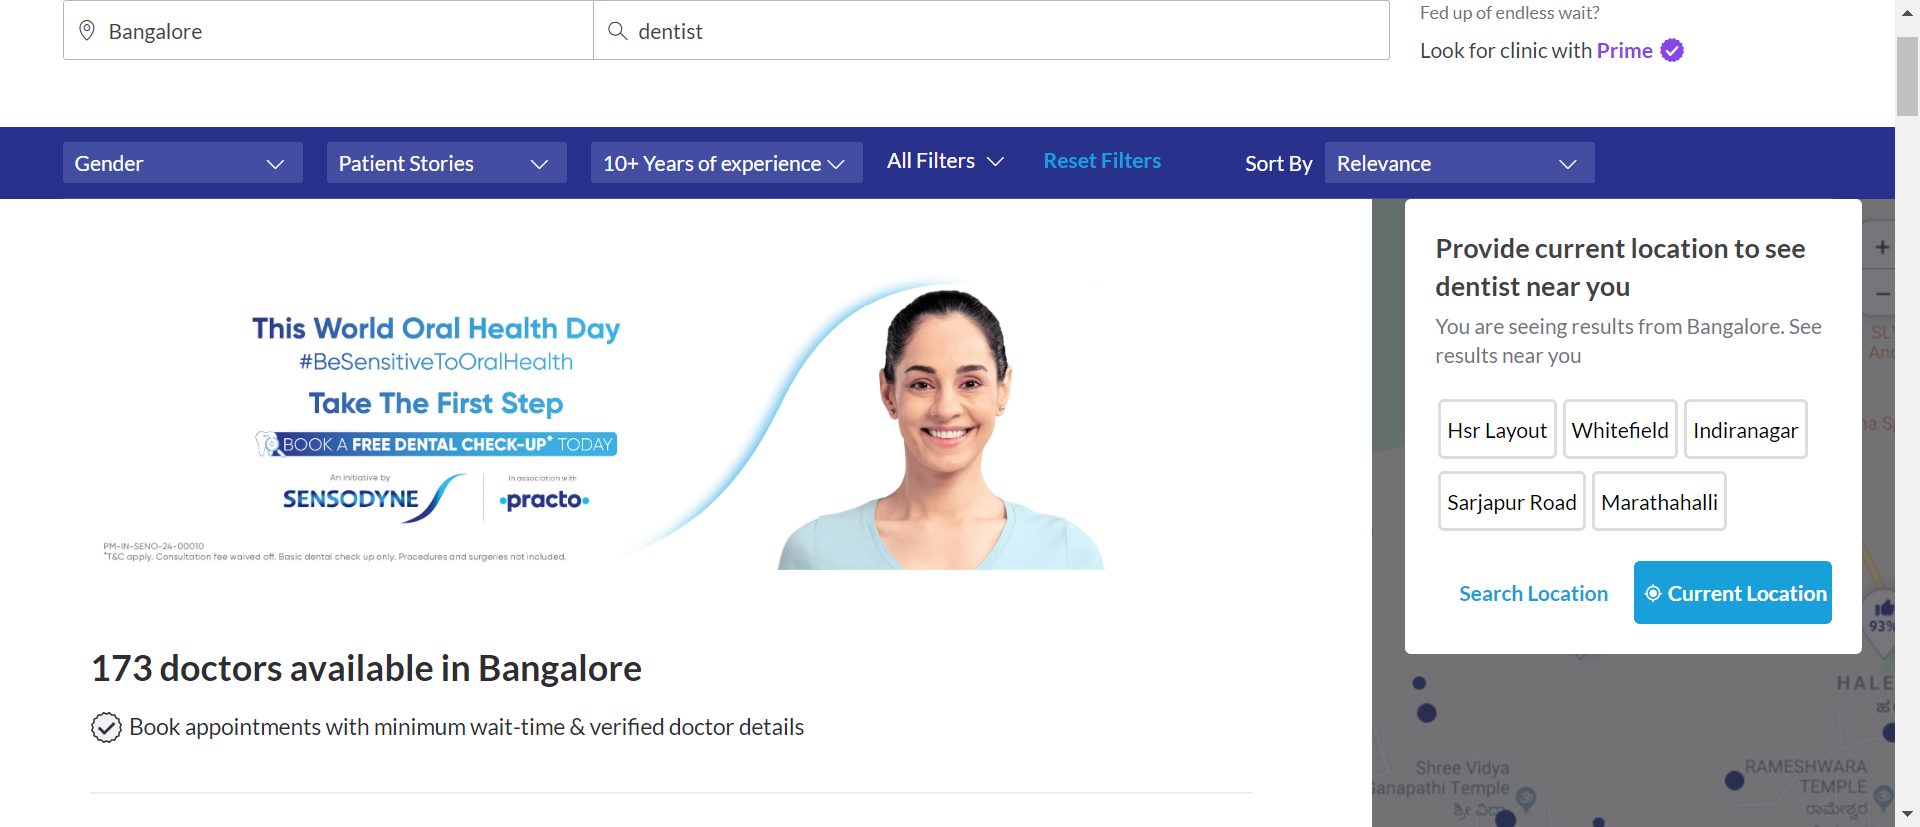 Bangalore
dentist
Fed up of endless wait?
Look for clinic with Prime
Gender
Patient Stories
10+ Years of experience
All Filters
Reset Filters
Sort By
Relevance
This World Oral Health Day
#BeSensitiveToOralHealth
Take The First Step
BOOK A FREE DENTAL CHECK-UP* TODAY
An initiative by
SENSODYNE
In association with
practo
PM-IN-SENO-24-00010
*T&C apply. Consultation fee waived off. Basic dental check up only. Procedures and surgeries not included.
173 doctors available in Bangalore
Book appointments with minimum wait-time & verified doctor details
Provide current location to see
dentist near you
You are seeing results from Bangalore. See
results near you
Hsr Layout
Whitefield
Indiranagar
Sarjapur Road
Marathahalli
Search Location
Current Location
+
−
93%
HALE
Shree Vidya
Ganapathi Temple
RAMESHWARA
TEMPLE
ರಾಮೇಶ್ವರ